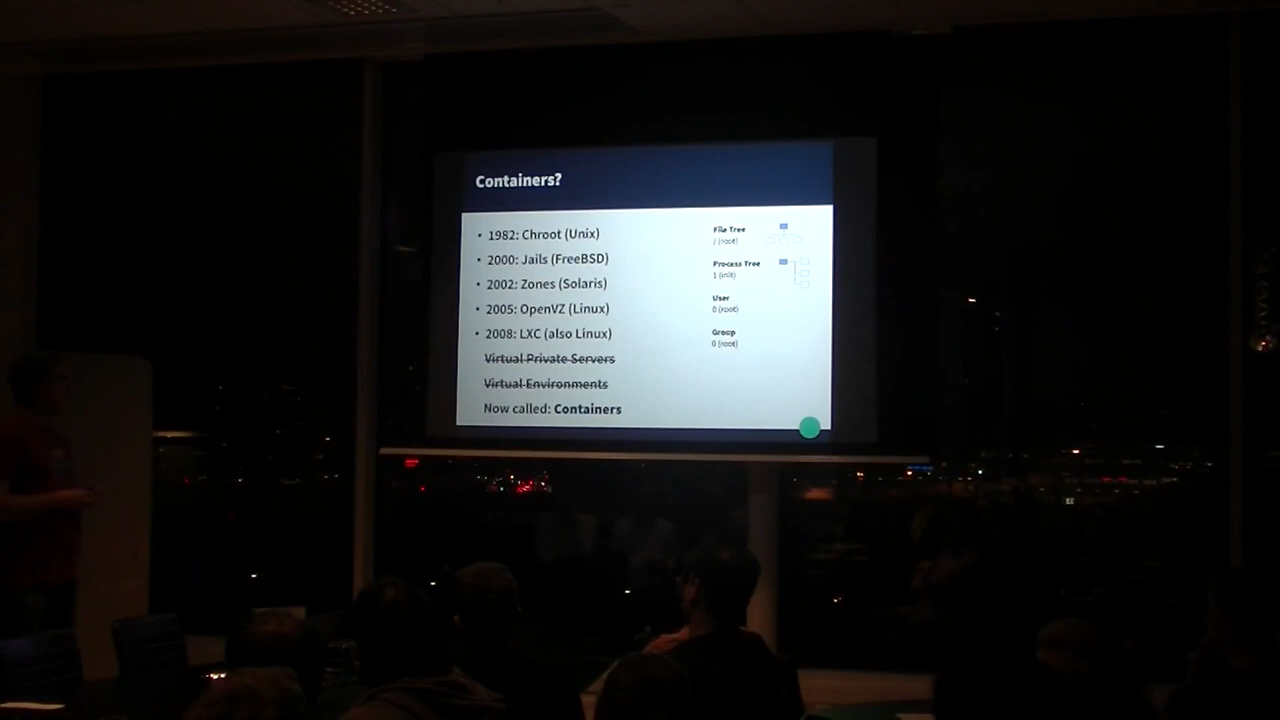 Containers?
• 1982: Chroot (Unix)
• 2000: Jails (FreeBSD)
• 2002: Zones (Solaris)
• 2005: OpenVZ (Linux)
• 2008: LXC (also Linux)
Virtual Private Servers
Virtual Environments
Now called: Containers
File Tree
/ (root)
Process Tree
1 (init)
User
0 (root)
Group
0 (root)